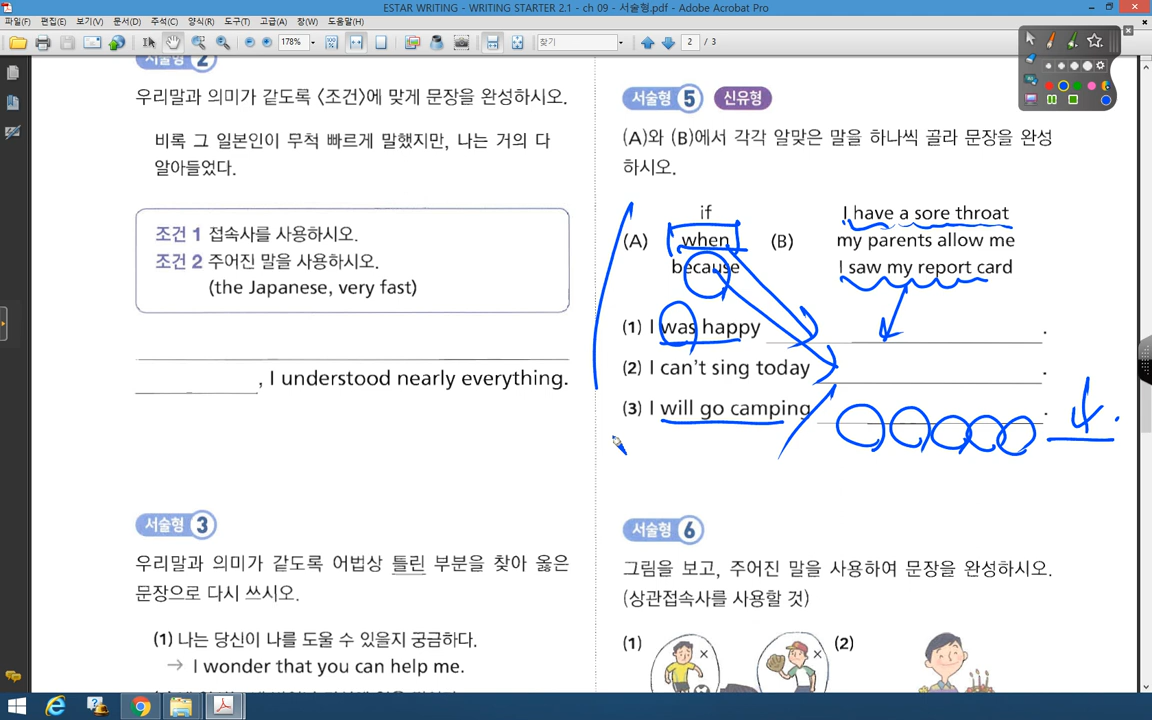 ESTAR WRITING - WRITING STARTER 2.1 - ch 09 - 서술형.pdf - Adobe Acrobat Pro
파일(F) 편집(E) 보기(V) 문서(D) 주석(C) 양식(R) 도구(T) 고급(A) 창(W) 도움말(H)
178% 찾기 2 / 3
서술형 2
우리말과 의미가 같도록 〈조건〉에 맞게 문장을 완성하시오.
비록 그 일본인이 무척 빠르게 말했지만, 나는 거의 다
알아들었다.
조건 1 접속사를 사용하시오.
조건 2 주어진 말을 사용하시오.
(the Japanese, very fast)
, I understood nearly everything.
서술형 3
우리말과 의미가 같도록 어법상 틀린 부분을 찾아 옳은
문장으로 다시 쓰시오.
(1) 나는 당신이 나를 도울 수 있을지 궁금하다.
→ I wonder that you can help me.
서술형 5 신유형
(A)와 (B)에서 각각 알맞은 말을 하나씩 골라 문장을 완성
하시오.
if
(A) when
because
(B)
I have a sore throat
my parents allow me
I saw my report card
(1) I was happy .
(2) I can't sing today .
(3) I will go camping .
서술형 6
그림을 보고, 주어진 말을 사용하여 문장을 완성하시오.
(상관접속사를 사용할 것)
(1)
(2)